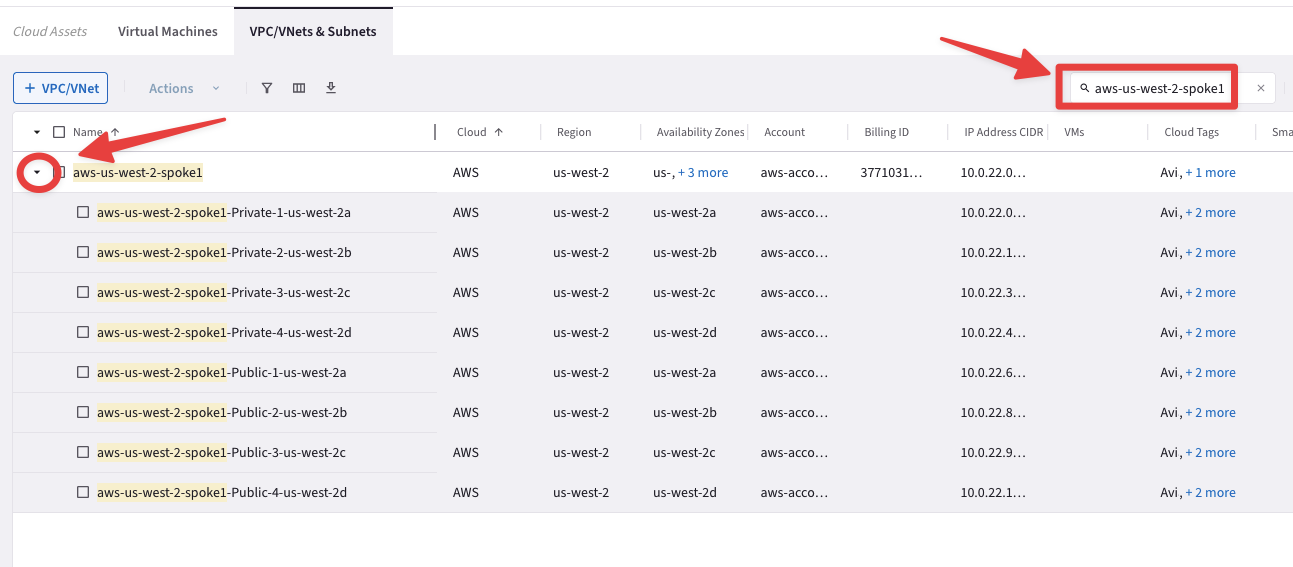 Cloud Assets Virtual Machines VPC/VNets & Subnets
+ VPC/VNet Actions aws-us-west-2-spoke1 ×
Name ↑ Cloud ↑ Region Availability Zones Account Billing ID IP Address CIDR VMs Cloud Tags Sma
aws-us-west-2-spoke1 AWS us-west-2 us-, + 3 more aws-acco… 3771031… 10.0.22.0… Avi, + 1 more
aws-us-west-2-spoke1-Private-1-us-west-2a AWS us-west-2 us-west-2a aws-acco… 10.0.22.0… Avi, + 2 more
aws-us-west-2-spoke1-Private-2-us-west-2b AWS us-west-2 us-west-2b aws-acco… 10.0.22.1… Avi, + 2 more
aws-us-west-2-spoke1-Private-3-us-west-2c AWS us-west-2 us-west-2c aws-acco… 10.0.22.3… Avi, + 2 more
aws-us-west-2-spoke1-Private-4-us-west-2d AWS us-west-2 us-west-2d aws-acco… 10.0.22.4… Avi, + 2 more
aws-us-west-2-spoke1-Public-1-us-west-2a AWS us-west-2 us-west-2a aws-acco… 10.0.22.6… Avi, + 2 more
aws-us-west-2-spoke1-Public-2-us-west-2b AWS us-west-2 us-west-2b aws-acco… 10.0.22.8… Avi, + 2 more
aws-us-west-2-spoke1-Public-3-us-west-2c AWS us-west-2 us-west-2c aws-acco… 10.0.22.9… Avi, + 2 more
aws-us-west-2-spoke1-Public-4-us-west-2d AWS us-west-2 us-west-2d aws-acco… 10.0.22.1… Avi, + 2 more